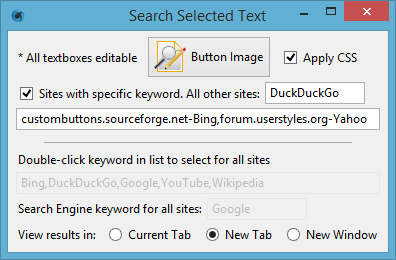 Search Selected Text
* All textboxes editable
Button Image
Apply CSS
Sites with specific keyword. All other sites: DuckDuckGo
custombuttons.sourceforge.net-Bing,forum.userstyles.org-Yahoo
Double-click keyword in list to select for all sites
Bing,DuckDuckGo,Google,YouTube,Wikipedia
Search Engine keyword for all sites: Google
View results in: Current Tab New Tab New Window